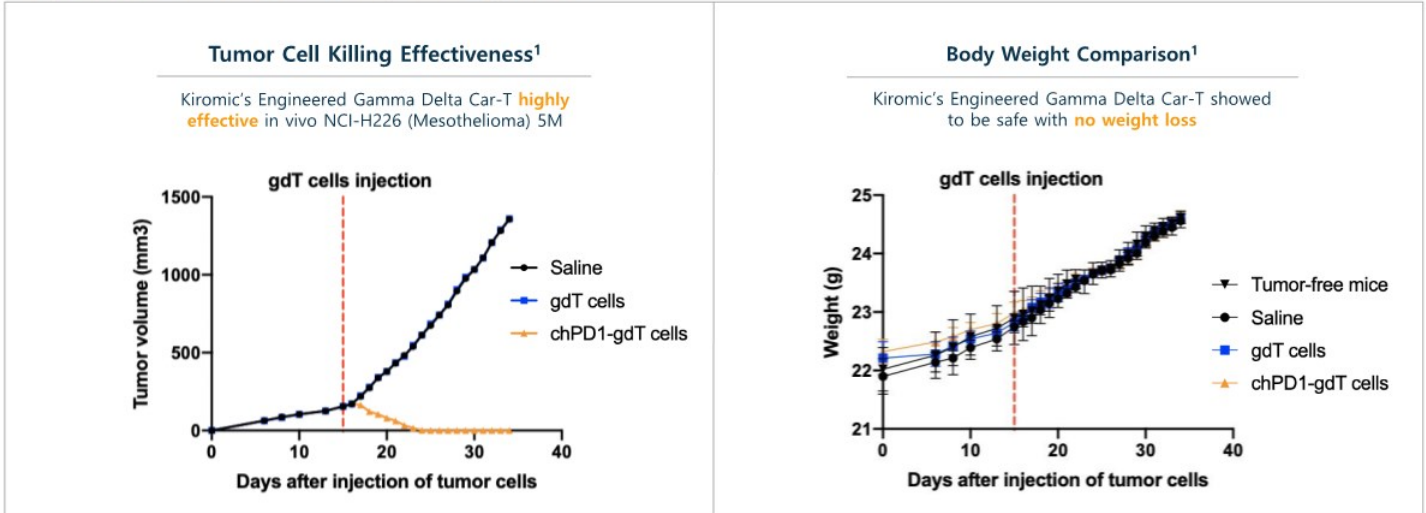 Tumor Cell Killing Effectiveness¹
Kiromic's Engineered Gamma Delta Car-T highly
effective in vivo NCI-H226 (Mesothelioma) 5M
gdT cells injection
1500
1000
500
0
Tumor volume (mm3)
0 10 20 30 40
Days after injection of tumor cells
Saline
gdT cells
chPD1-gdT cells
Body Weight Comparison¹
Kiromic's Engineered Gamma Delta Car-T showed
to be safe with no weight loss
gdT cells injection
25
24
23
22
21
Weight (g)
0 10 20 30 40
Days after injection of tumor cells
Tumor-free mice
Saline
gdT cells
chPD1-gdT cells